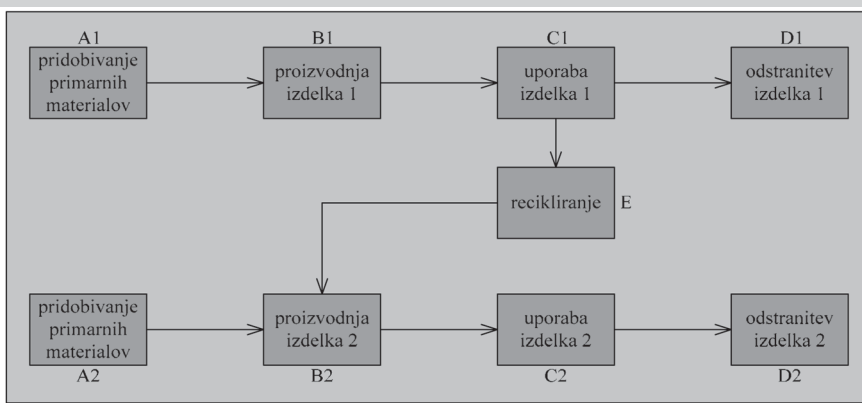 A1
B1
C1
D1
pridobivanje
primarnih
materialov
proizvodnja
izdelka 1
uporaba
izdelka 1
odstranitev
izdelka 1
recikliranje
E
pridobivanje
primarnih
materialov
proizvodnja
izdelka 2
uporaba
izdelka 2
odstranitev
izdelka 2
A2
B2
C2
D2